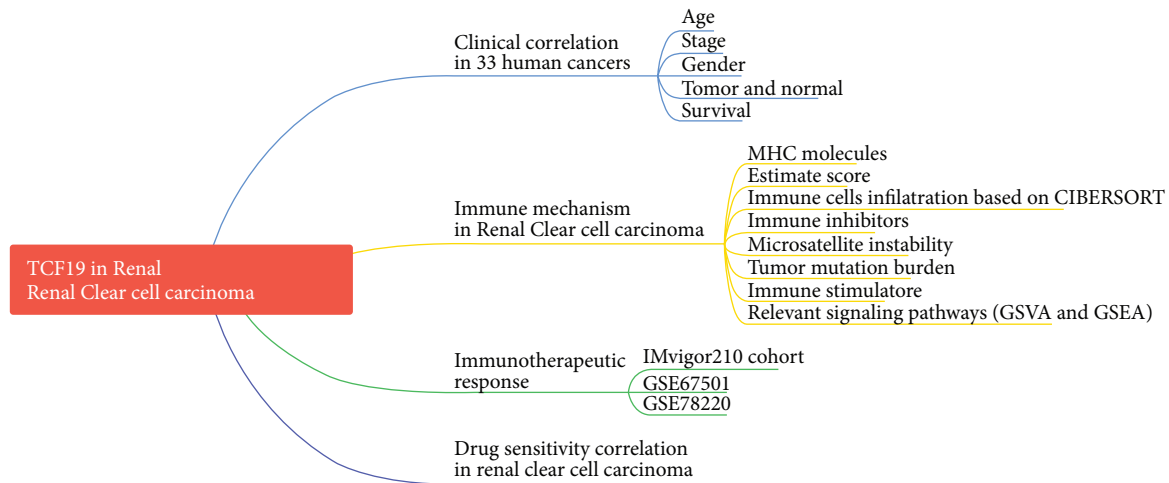 TCF19 in Renal
Renal Clear cell carcinoma
Clinical correlation
in 33 human cancers
Age
Stage
Gender
Tomor and normal
Survival
Immune mechanism
in Renal Clear cell carcinoma
MHC molecules
Estimate score
Immune cells infilatration based on CIBERSORT
Immune inhibitors
Microsatellite instability
Tumor mutation burden
Immune stimulatore
Relevant signaling pathways (GSVA and GSEA)
Immunotherapeutic
response
IMvigor210 cohort
GSE67501
GSE78220
Drug sensitivity correlation
in renal clear cell carcinoma